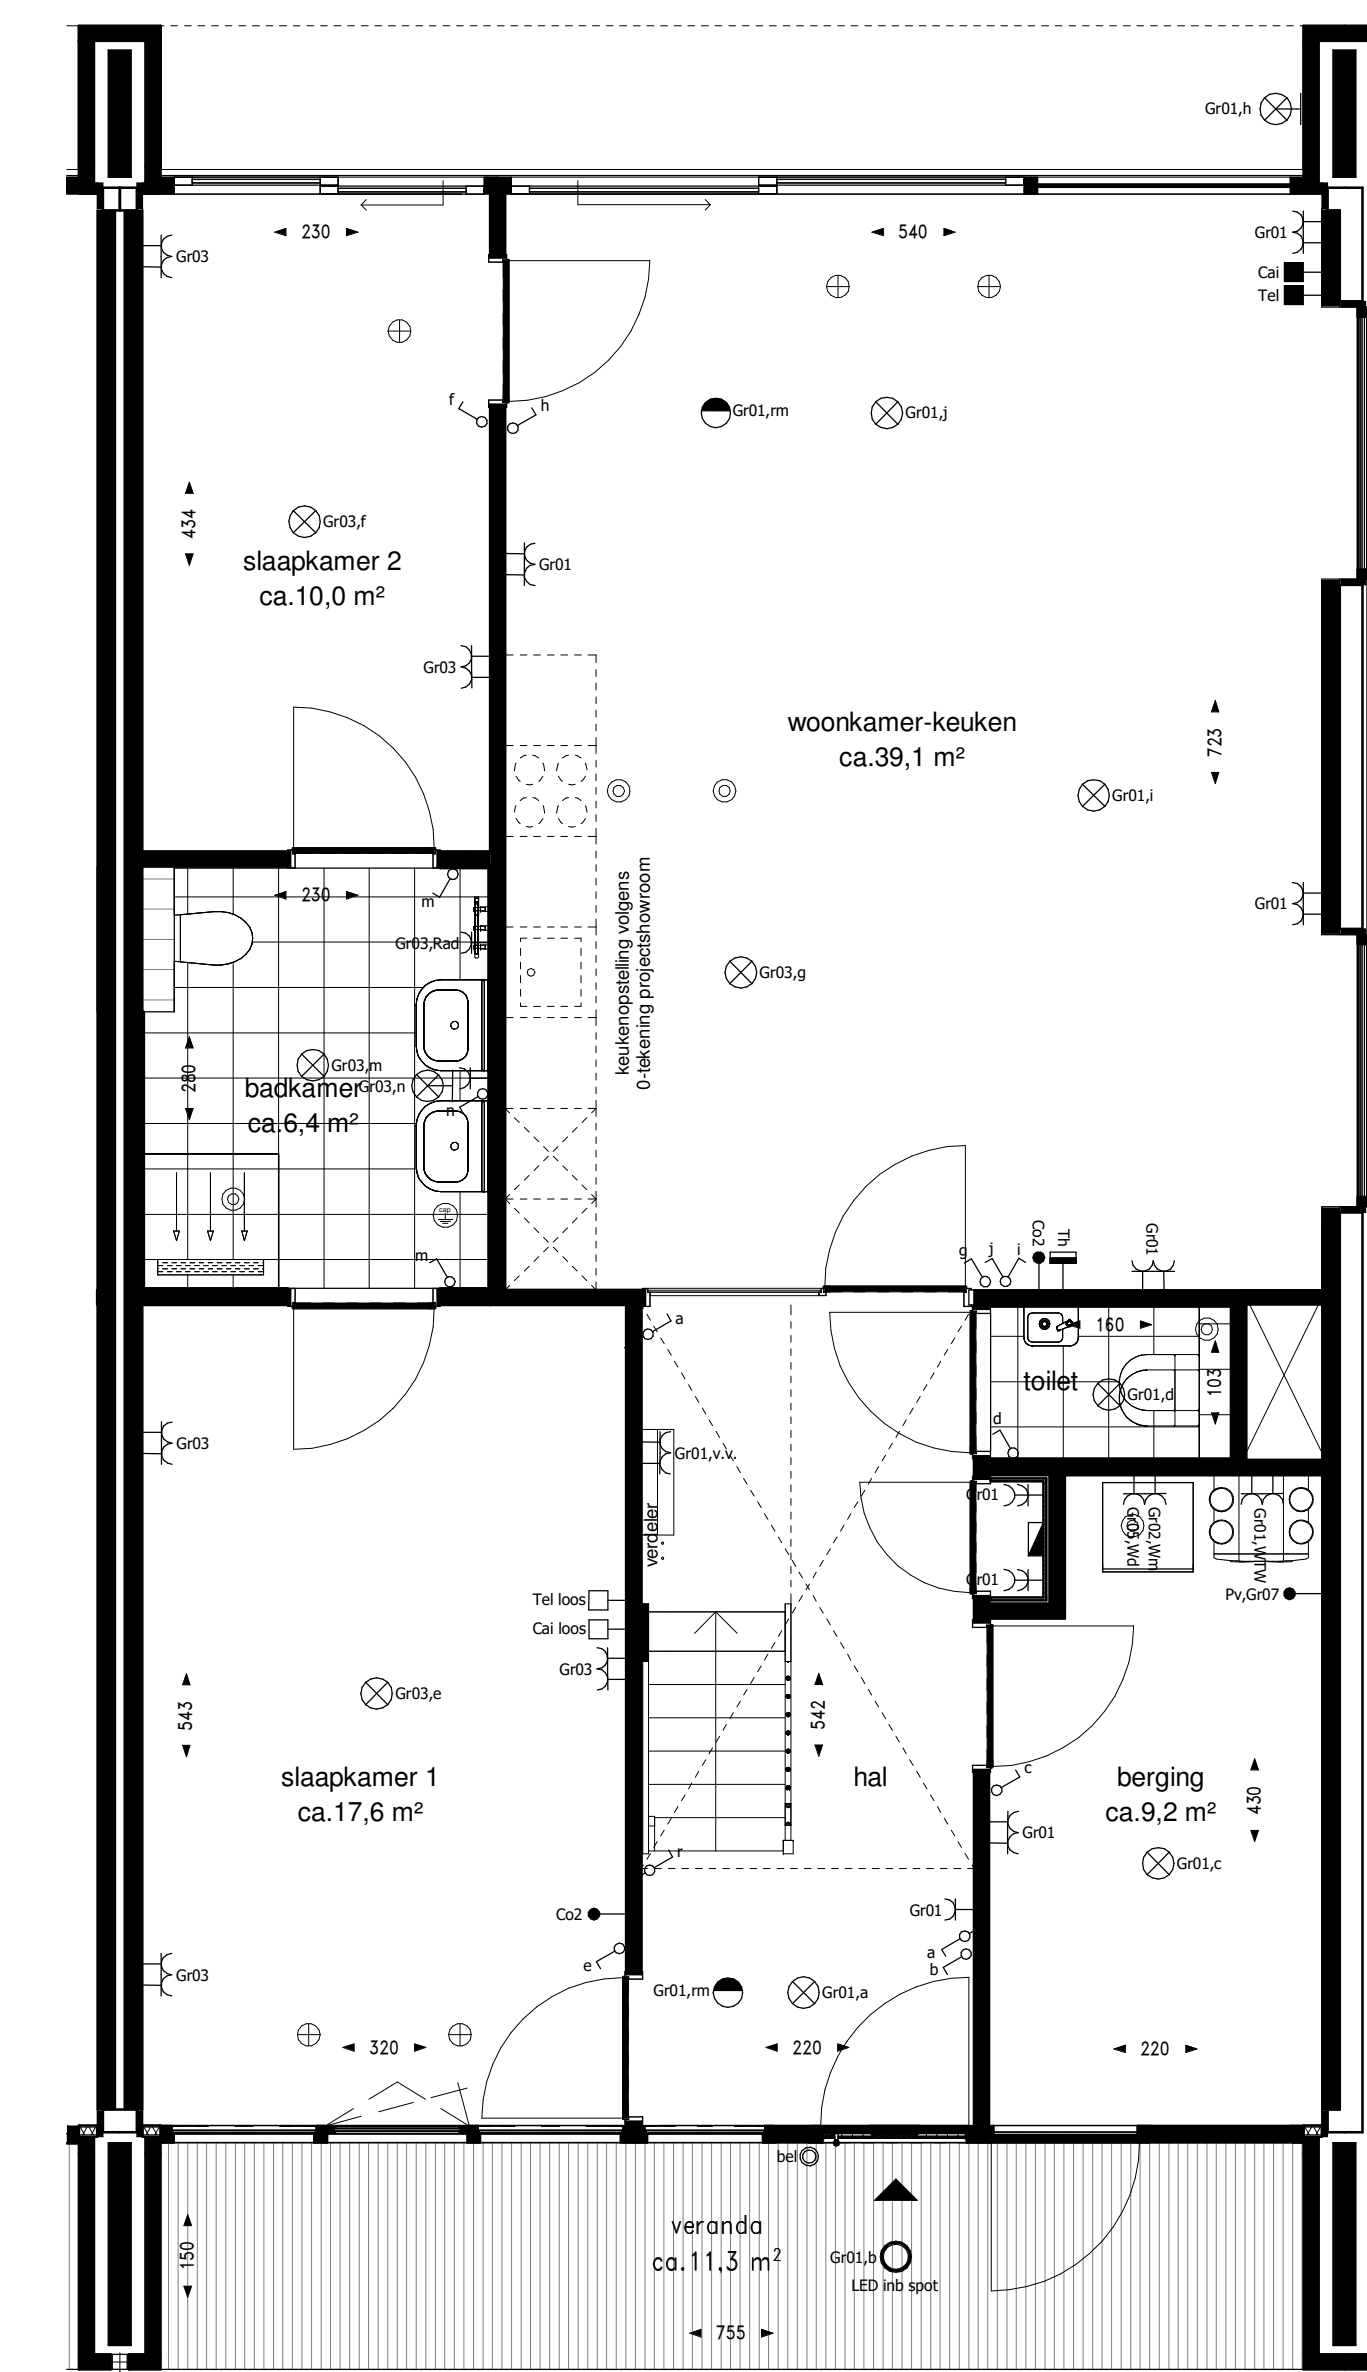 Gr01,h
230
540
Gr03
Gr01
Cai
Tel
f
h
Gr01,rm
Gr01,j
434
Gr03,f
slaapkamer 2
ca.10,0 m²
Gr01
Gr03
woonkamer-keuken
ca.39,1 m²
723
Gr01,i
keukenopstelling volgens
0-tekening projectshowroom
230
m
Gr03,Rad
Gr01
Gr03,g
280
Gr03,m
badkamer
Gr03,n
n
ca.6,4 m²
cap
m
g
j
i
Co2
Th
Gr01
a
160
toilet
Gr01,d
103
d
Gr03
Gr01,v.v.
verdeler
Gr01
Gr01
Gr05,Wd
Gr02,Wm
Gr01,WTW
Pv,Gr07
Tel loos
Cai loos
Gr03
Gr03,e
543
542
slaapkamer 1
ca.17,6 m²
hal
c
berging
ca.9,2 m²
430
Gr01
Gr01,c
r
Co2
Gr01
a
b
e
Gr03
Gr01,rm
Gr01,a
320
220
220
bel
veranda
ca.11,3 m²
150
Gr01,b
LED inb spot
755